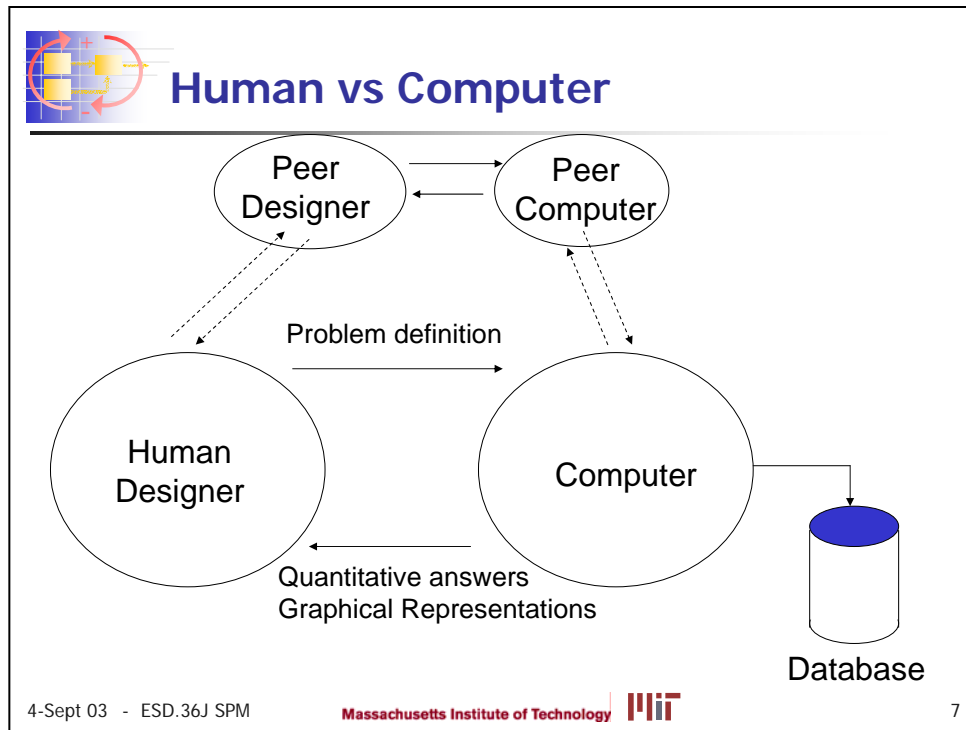 +
-
Human vs Computer
Peer
Designer
Peer
Computer
Problem definition
Human
Designer
Computer
Quantitative answers
Graphical Representations
Database
4-Sept 03 - ESD.36J SPM
Massachusetts Institute of Technology
MIT
7